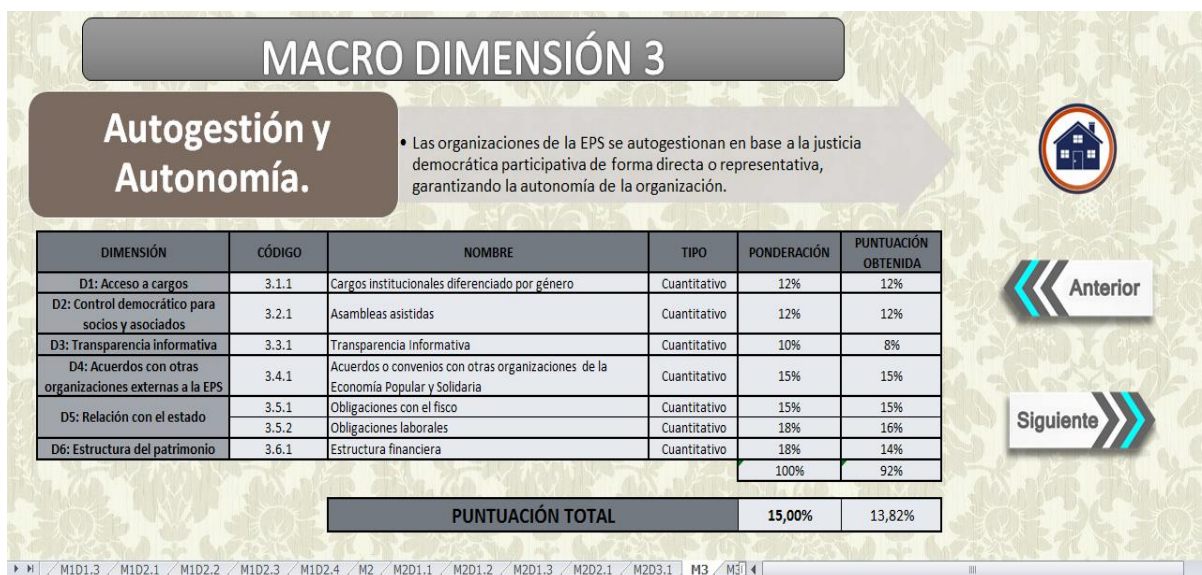 MACRO DIMENSIÓN 3
Autogestión y
Autonomía.
• Las organizaciones de la EPS se autogestionan en base a la justicia
democrática participativa de forma directa o representativa,
garantizando la autonomía de la organización.
DIMENSIÓN CÓDIGO NOMBRE TIPO PONDERACIÓN PUNTUACIÓN
OBTENIDA
D1: Acceso a cargos 3.1.1 Cargos institucionales diferenciado por género Cuantitativo 12% 12%
D2: Control democrático para
socios y asociados 3.2.1 Asambleas asistidas Cuantitativo 12% 12%
D3: Transparencia informativa 3.3.1 Transparencia Informativa Cuantitativo 10% 8%
D4: Acuerdos con otras
organizaciones externas a la EPS 3.4.1 Acuerdos o convenios con otras organizaciones de la
Economía Popular y Solidaria Cuantitativo 15% 15%
D5: Relación con el estado 3.5.1 Obligaciones con el fisco Cuantitativo 15% 15%
3.5.2 Obligaciones laborales Cuantitativo 18% 16%
D6: Estructura del patrimonio 3.6.1 Estructura financiera Cuantitativo 18% 14%
100% 92%
PUNTUACIÓN TOTAL 15,00% 13,82%
Anterior
Siguiente
M1D1.3 M1D2.1 M1D2.2 M1D2.3 M1D2.4 M2 M2D1.1 M2D1.2 M2D1.3 M2D2.1 M2D3.1 M3